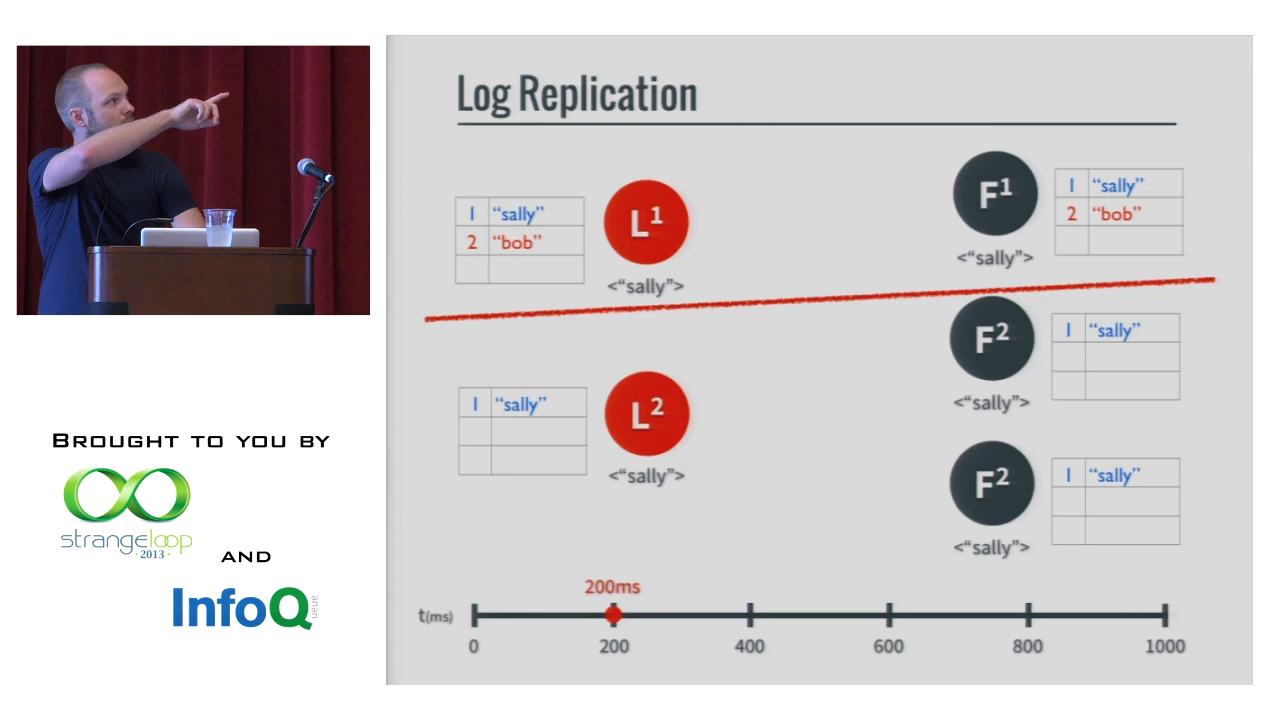 Log Replication
1 "sally"
2 "bob"
L1
<"sally">
F1
<"sally">
1 "sally"
2 "bob"
F2
<"sally">
1 "sally"
1 "sally"
L2
<"sally">
F2
<"sally">
1 "sally"
200ms
t(ms)
0 200 400 600 800 1000
BROUGHT TO YOU BY
strangeloop
·2013·
AND
InfoQ